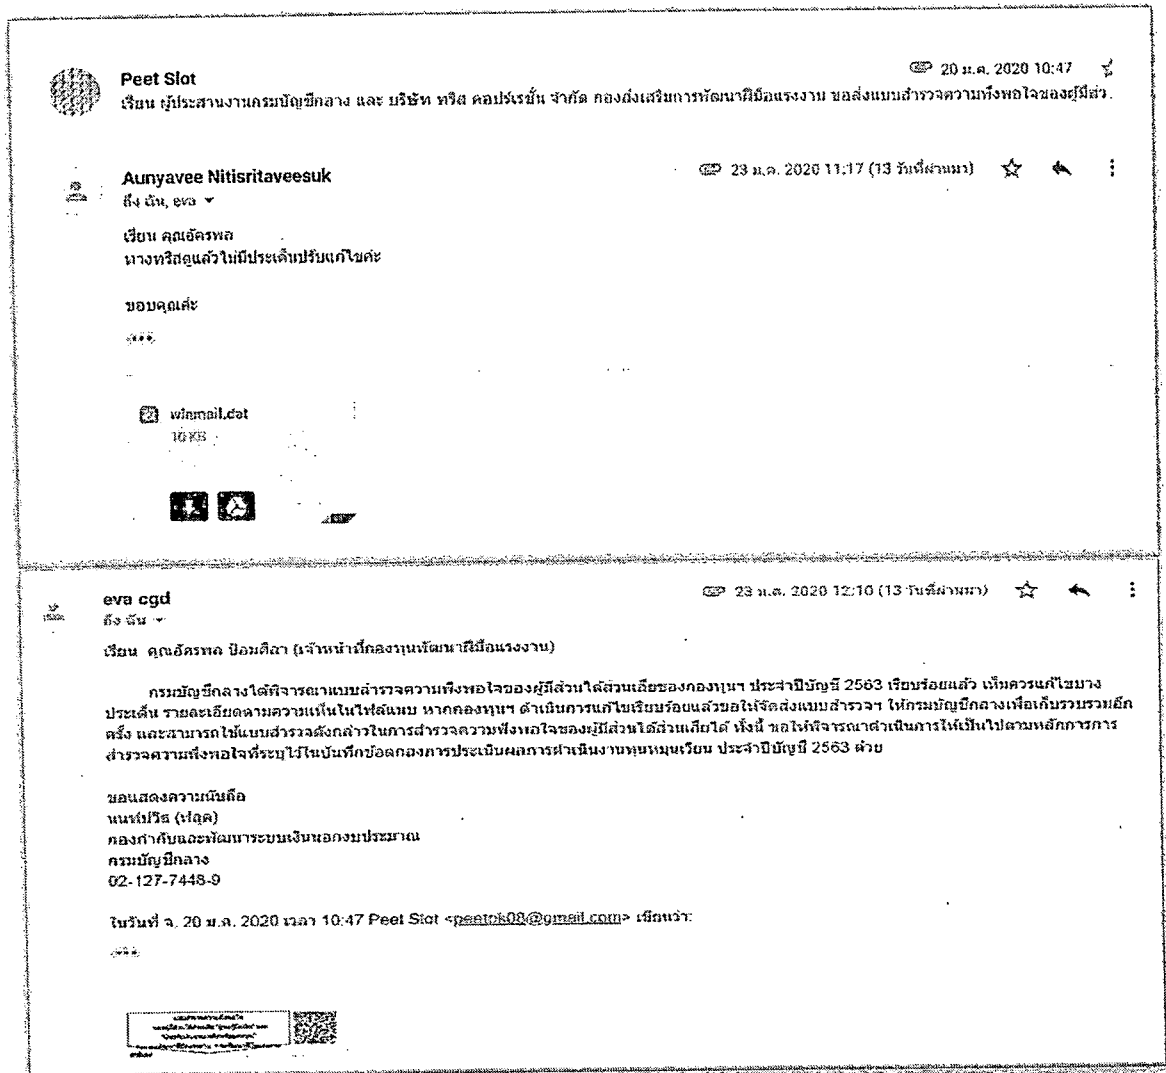 Peet Slot
20 ม.ค. 2020 10:47
เรียน ผู้ประสานงานกรมบัญชีกลาง และ บริษัท ทริส คอปร์เรชั่น จำกัด กองส่งเสริมการพัฒนาฝีมือแรงงาน ขอส่งแบบสำรวจความพึงพอใจของผู้มีส่ว.
Aunyavee Nitisritaveesuk
23 ม.ค. 2020 11:17 (13 วันที่ผ่านมา)
ถึง ฉัน, eva
เรียน คุณอัครพล
ทางทริสดูแล้วไม่มีประเด็นปรับแก้ไขค่ะ
ขอบคุณค่ะ
winmail.dat
10 KB
eva cgd
23 ม.ค. 2020 12:10 (13 วันที่ผ่านมา)
ถึง ฉัน
เรียน คุณอัครพล ป้อมศิลา (เจ้าหน้าที่กองทุนพัฒนาฝีมือแรงงาน)
กรมบัญชีกลางได้พิจารณาแบบสำรวจความพึงพอใจของผู้มีส่วนได้ส่วนเสียของกองทุนฯ ประจำปีบัญชี 2563 เรียบร้อยแล้ว เห็นควรแก้ไขบาง
ประเด็น รายละเอียดตามความเห็นในไฟล์แนบ หากกองทุนฯ ดำเนินการแก้ไขเรียบร้อยแล้วขอให้จัดส่งแบบสำรวจฯ ให้กรมบัญชีกลางเพื่อเก็บรวบรวมอีก
ครั้ง และสามารถใช้แบบสำรวจดังกล่าวในการสำรวจความพึงพอใจของผู้มีส่วนได้ส่วนเสียได้ ทั้งนี้ ขอให้พิจารณาดำเนินการให้เป็นไปตามหลักการการ
สำรวจความพึงพอใจที่ระบุไว้ในบันทึกข้อตกลงการประเมินผลการดำเนินงานทุนหมุนเวียน ประจำปีบัญชี 2563 ด้วย
ขอแสดงความนับถือ
นนท์ปวิธ (ฟลุค)
กองกำกับและพัฒนาระบบเงินนอกงบประมาณ
กรมบัญชีกลาง
02-127-7448-9
ในวันที่ จ. 20 ม.ค. 2020 เวลา 10:47 Peet Slot <peetpk08@gmail.com> เขียนว่า: